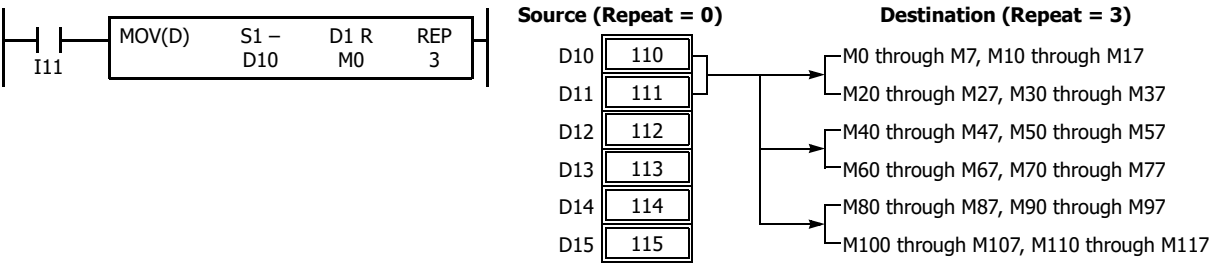 Source (Repeat = 0)
Destination (Repeat = 3)
MOV(D) S1 – D1 R REP
D10 M0 3
I11
D10 110
D11 111
D12 112
D13 113
D14 114
D15 115
M0 through M7, M10 through M17
M20 through M27, M30 through M37
M40 through M47, M50 through M57
M60 through M67, M70 through M77
M80 through M87, M90 through M97
M100 through M107, M110 through M117